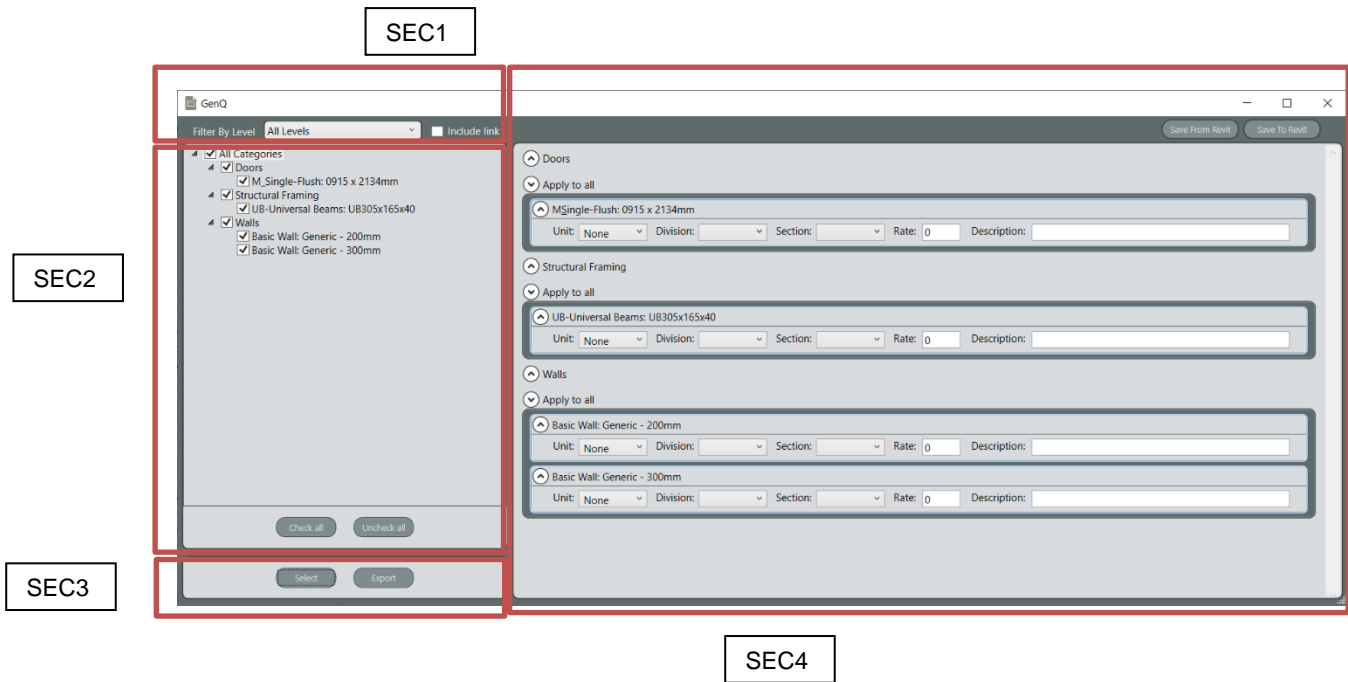 SEC1
GenQ
Filter By Level All Levels Include link
Save From Revit Save To Revit
SEC2
All Categories
Doors
M_Single-Flush: 0915 x 2134mm
Structural Framing
UB-Universal Beams: UB305x165x40
Walls
Basic Wall: Generic - 200mm
Basic Wall: Generic - 300mm
Check all Uncheck all
SEC3
Select Export
Doors
Apply to all
MSingle-Flush: 0915 x 2134mm
Unit: None Division: Section: Rate: 0 Description:
Structural Framing
Apply to all
UB-Universal Beams: UB305x165x40
Unit: None Division: Section: Rate: 0 Description:
Walls
Apply to all
Basic Wall: Generic - 200mm
Unit: None Division: Section: Rate: 0 Description:
Basic Wall: Generic - 300mm
Unit: None Division: Section: Rate: 0 Description:
SEC4